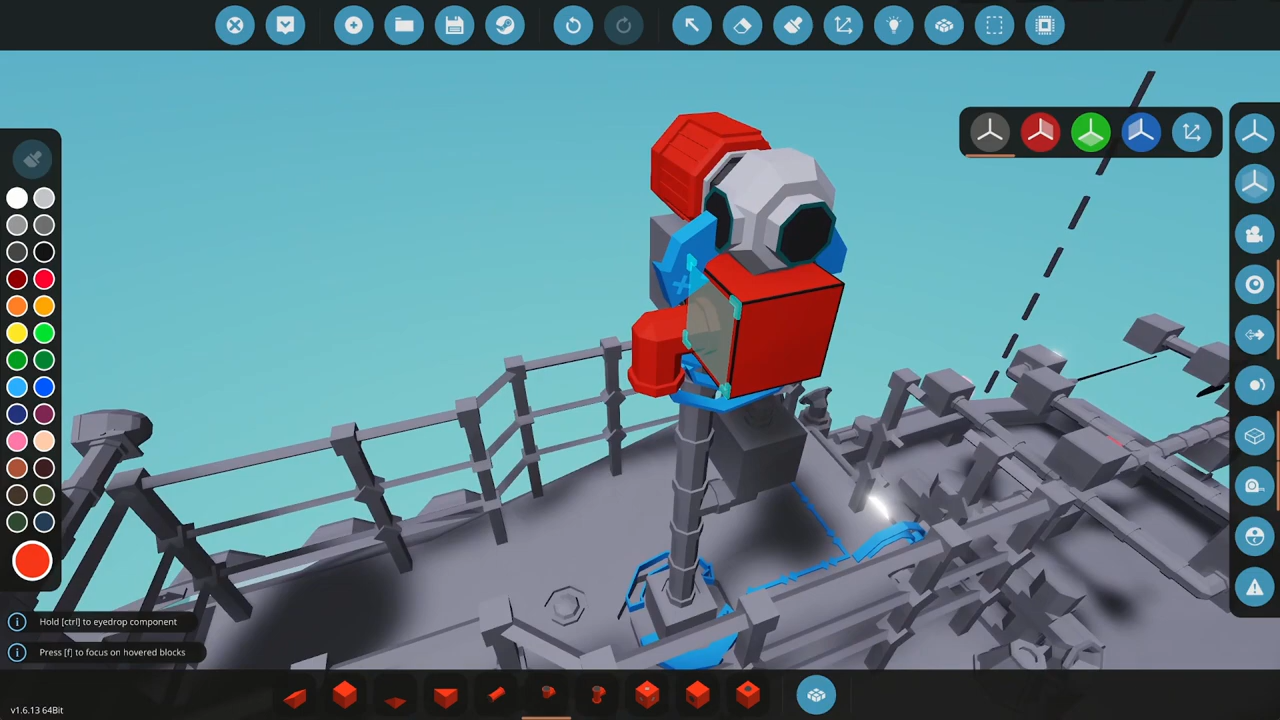 Hold [ctrl] to eyedrop component
Press [f] to focus on hovered blocks
v1.6.13 64Bit